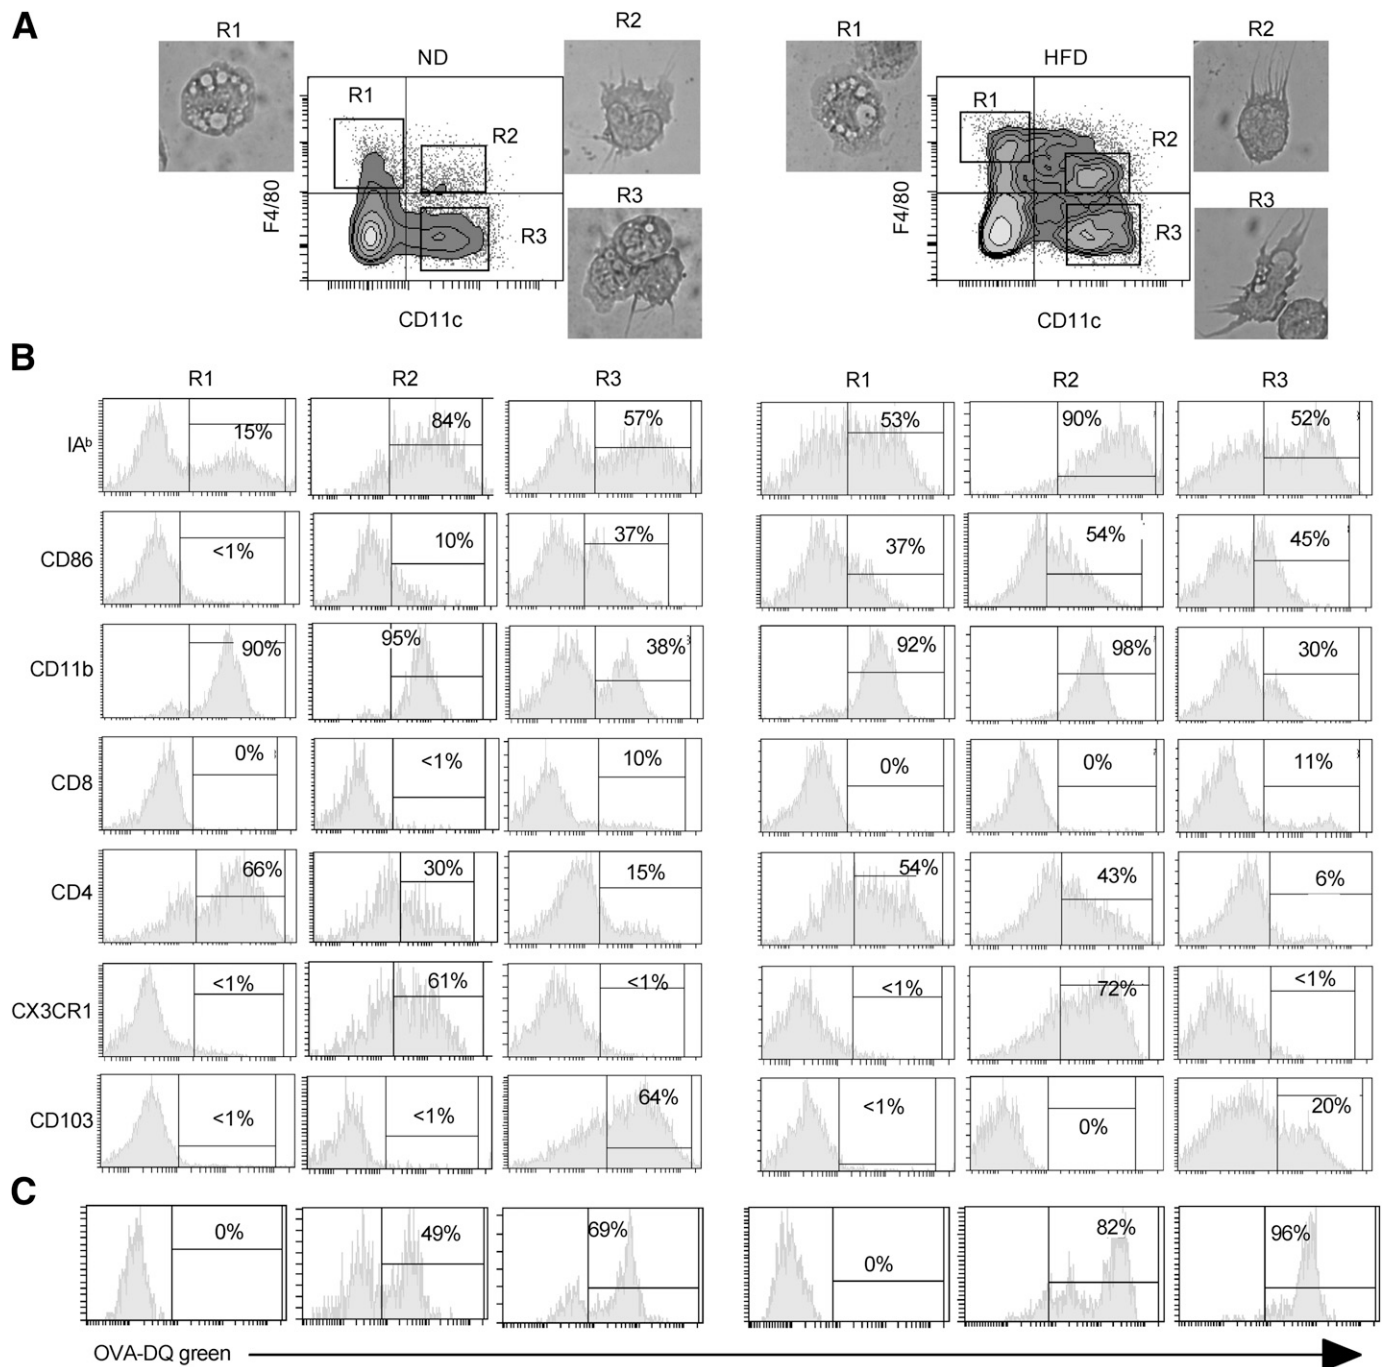 A
R1
ND
R2
R1
HFD
R2
R1
R2
R3
R3
F4/80
CD11c
R1
R2
R3
R3
F4/80
CD11c
B
R1 R2 R3 R1 R2 R3
IAᵇ 15% 84% 57% 53% 90% 52%
CD86 <1% 10% 37% 37% 54% 45%
CD11b 90% 95% 38% 92% 98% 30%
CD8 0% <1% 10% 0% 0% 11%
CD4 66% 30% 15% 54% 43% 6%
CX3CR1 <1% 61% <1% <1% 72% <1%
CD103 <1% <1% 64% <1% 0% 20%
C
0% 49% 69% 0% 82% 96%
OVA-DQ green